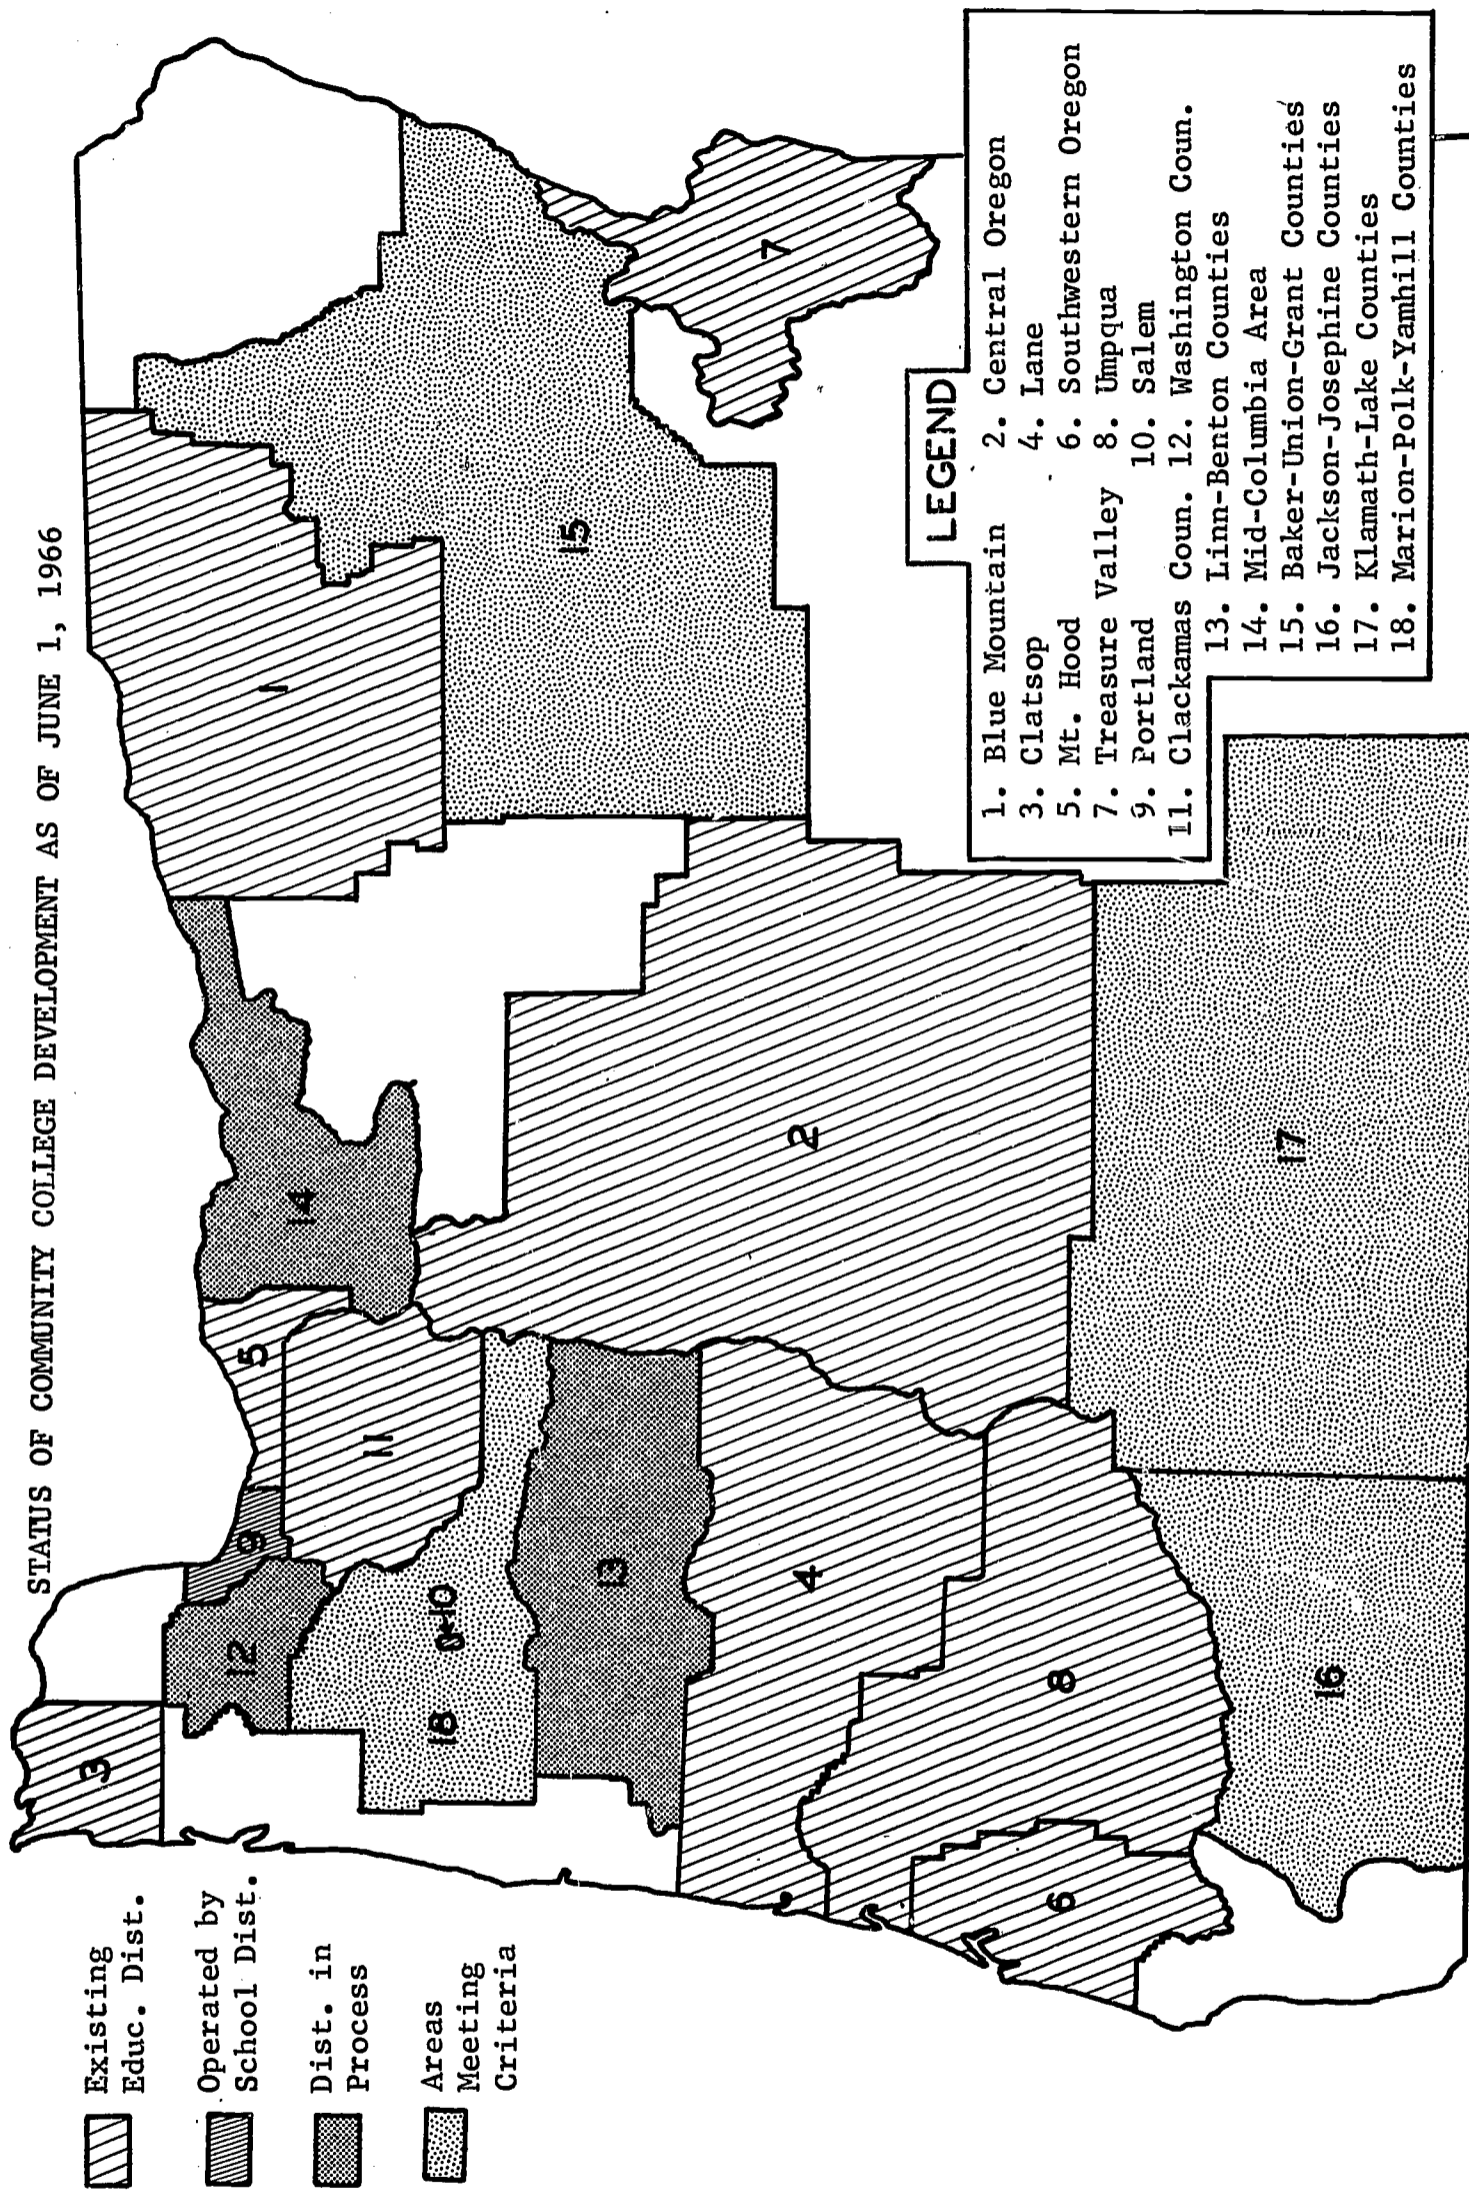 STATUS OF COMMUNITY COLLEGE DEVELOPMENT AS OF JUNE 1, 1966
Existing
Educ. Dist.
Operated by
School Dist.
Dist. in
Process
Areas
Meeting
Criteria
3
12
9
5
14
1
11
18
10
13
15
7
4
2
8
6
16
17
LEGEND
1. Blue Mountain 2. Central Oregon
3. Clatsop 4. Lane
5. Mt. Hood 6. Southwestern Oregon
7. Treasure Valley 8. Umpqua
9. Portland 10. Salem
11. Clackamas Coun. 12. Washington Coun.
13. Linn-Benton Counties
14. Mid-Columbia Area
15. Baker-Union-Grant Counties
16. Jackson-Josephine Counties
17. Klamath-Lake Counties
18. Marion-Polk-Yamhill Counties